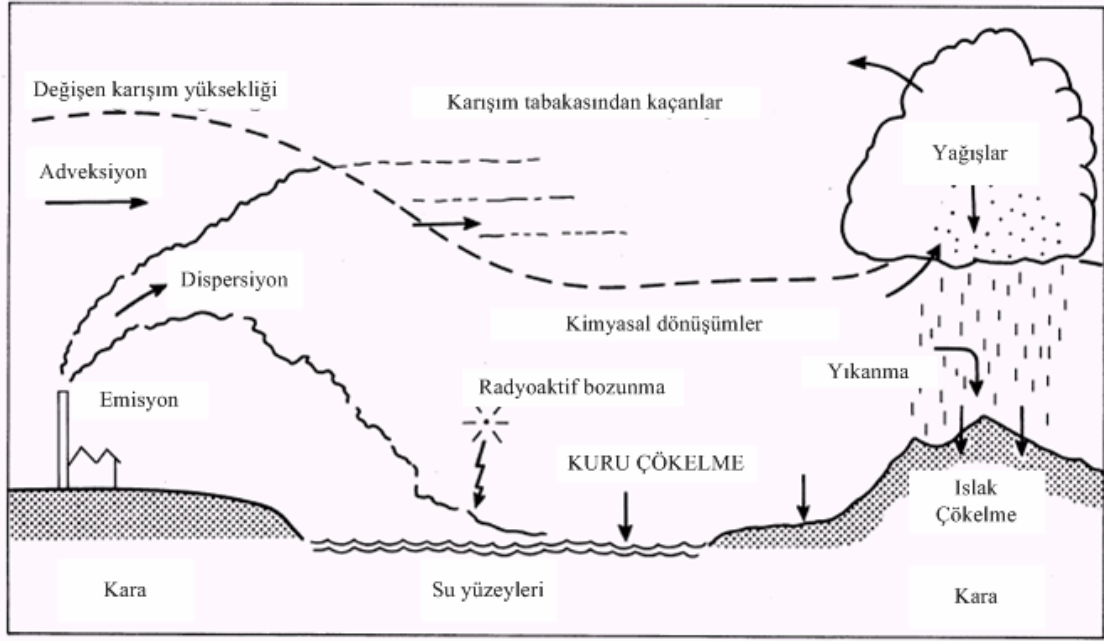 Değişen karışım yüksekliği
Karışım tabakasından kaçanlar
Yağışlar
Adveksiyon
Dispersiyon
Kimyasal dönüşümler
Yıkanma
Radyoaktif bozunma
Emisyon
KURU ÇÖKELME
Islak
Çökelme
Kara
Su yüzeyleri
Kara